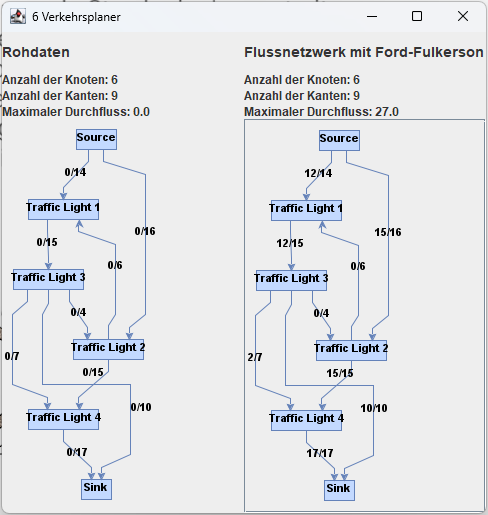 6 Verkehrsplaner
Rohdaten
Anzahl der Knoten: 6
Anzahl der Kanten: 9
Maximaler Durchfluss: 0.0
Source
0/14
Traffic Light 1
0/16
0/15
0/6
Traffic Light 3
0/4
Traffic Light 2
0/7
0/15
0/10
Traffic Light 4
0/17
Sink
Flussnetzwerk mit Ford-Fulkerson
Anzahl der Knoten: 6
Anzahl der Kanten: 9
Maximaler Durchfluss: 27.0
Source
12/14
Traffic Light 1
15/16
12/15
0/6
Traffic Light 3
0/4
Traffic Light 2
2/7
15/15
10/10
Traffic Light 4
17/17
Sink